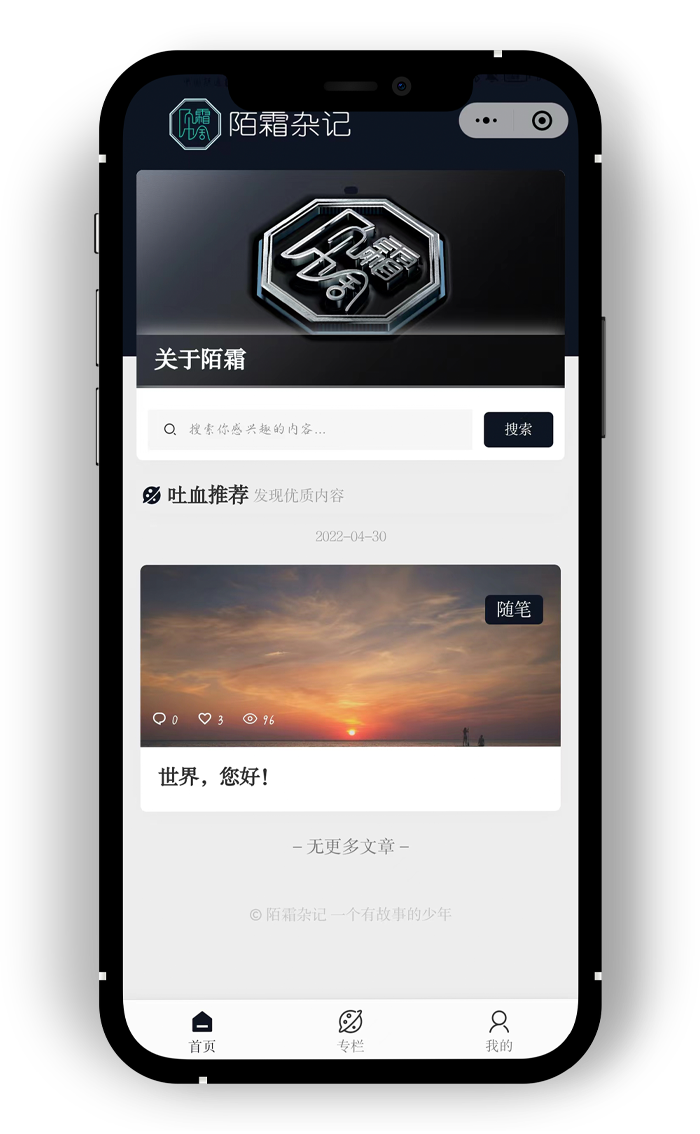 陌霜杂记
关于陌霜
搜索你感兴趣的内容...
搜索
吐血推荐 发现优质内容
2022-04-30
随笔
0 3 96
世界，您好！
– 无更多文章 –
© 陌霜杂记 一个有故事的少年
首页 专栏 我的